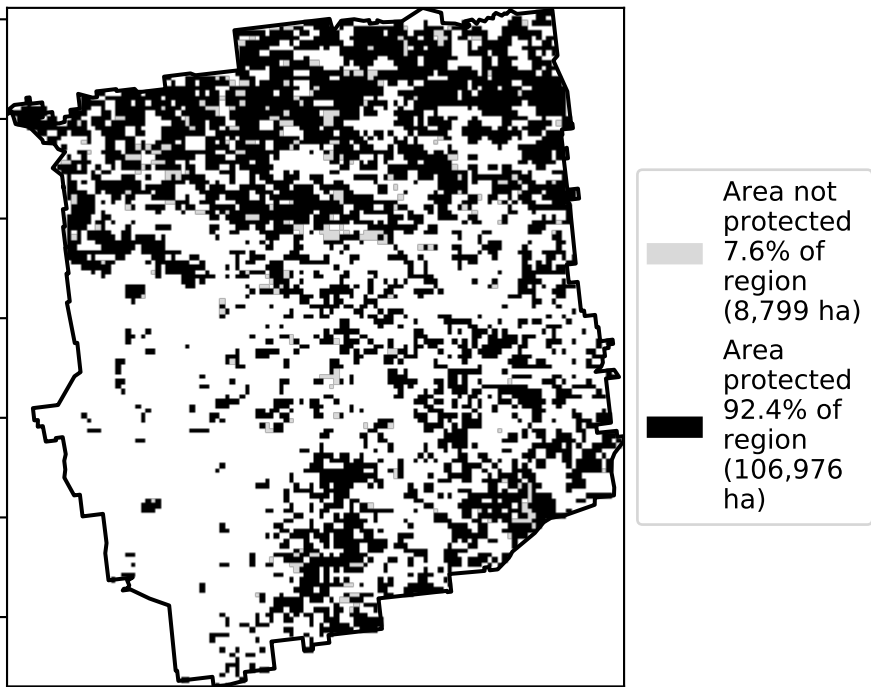 Area not
protected
7.6% of
region
(8,799 ha)
Area
protected
92.4% of
region
(106,976
ha)